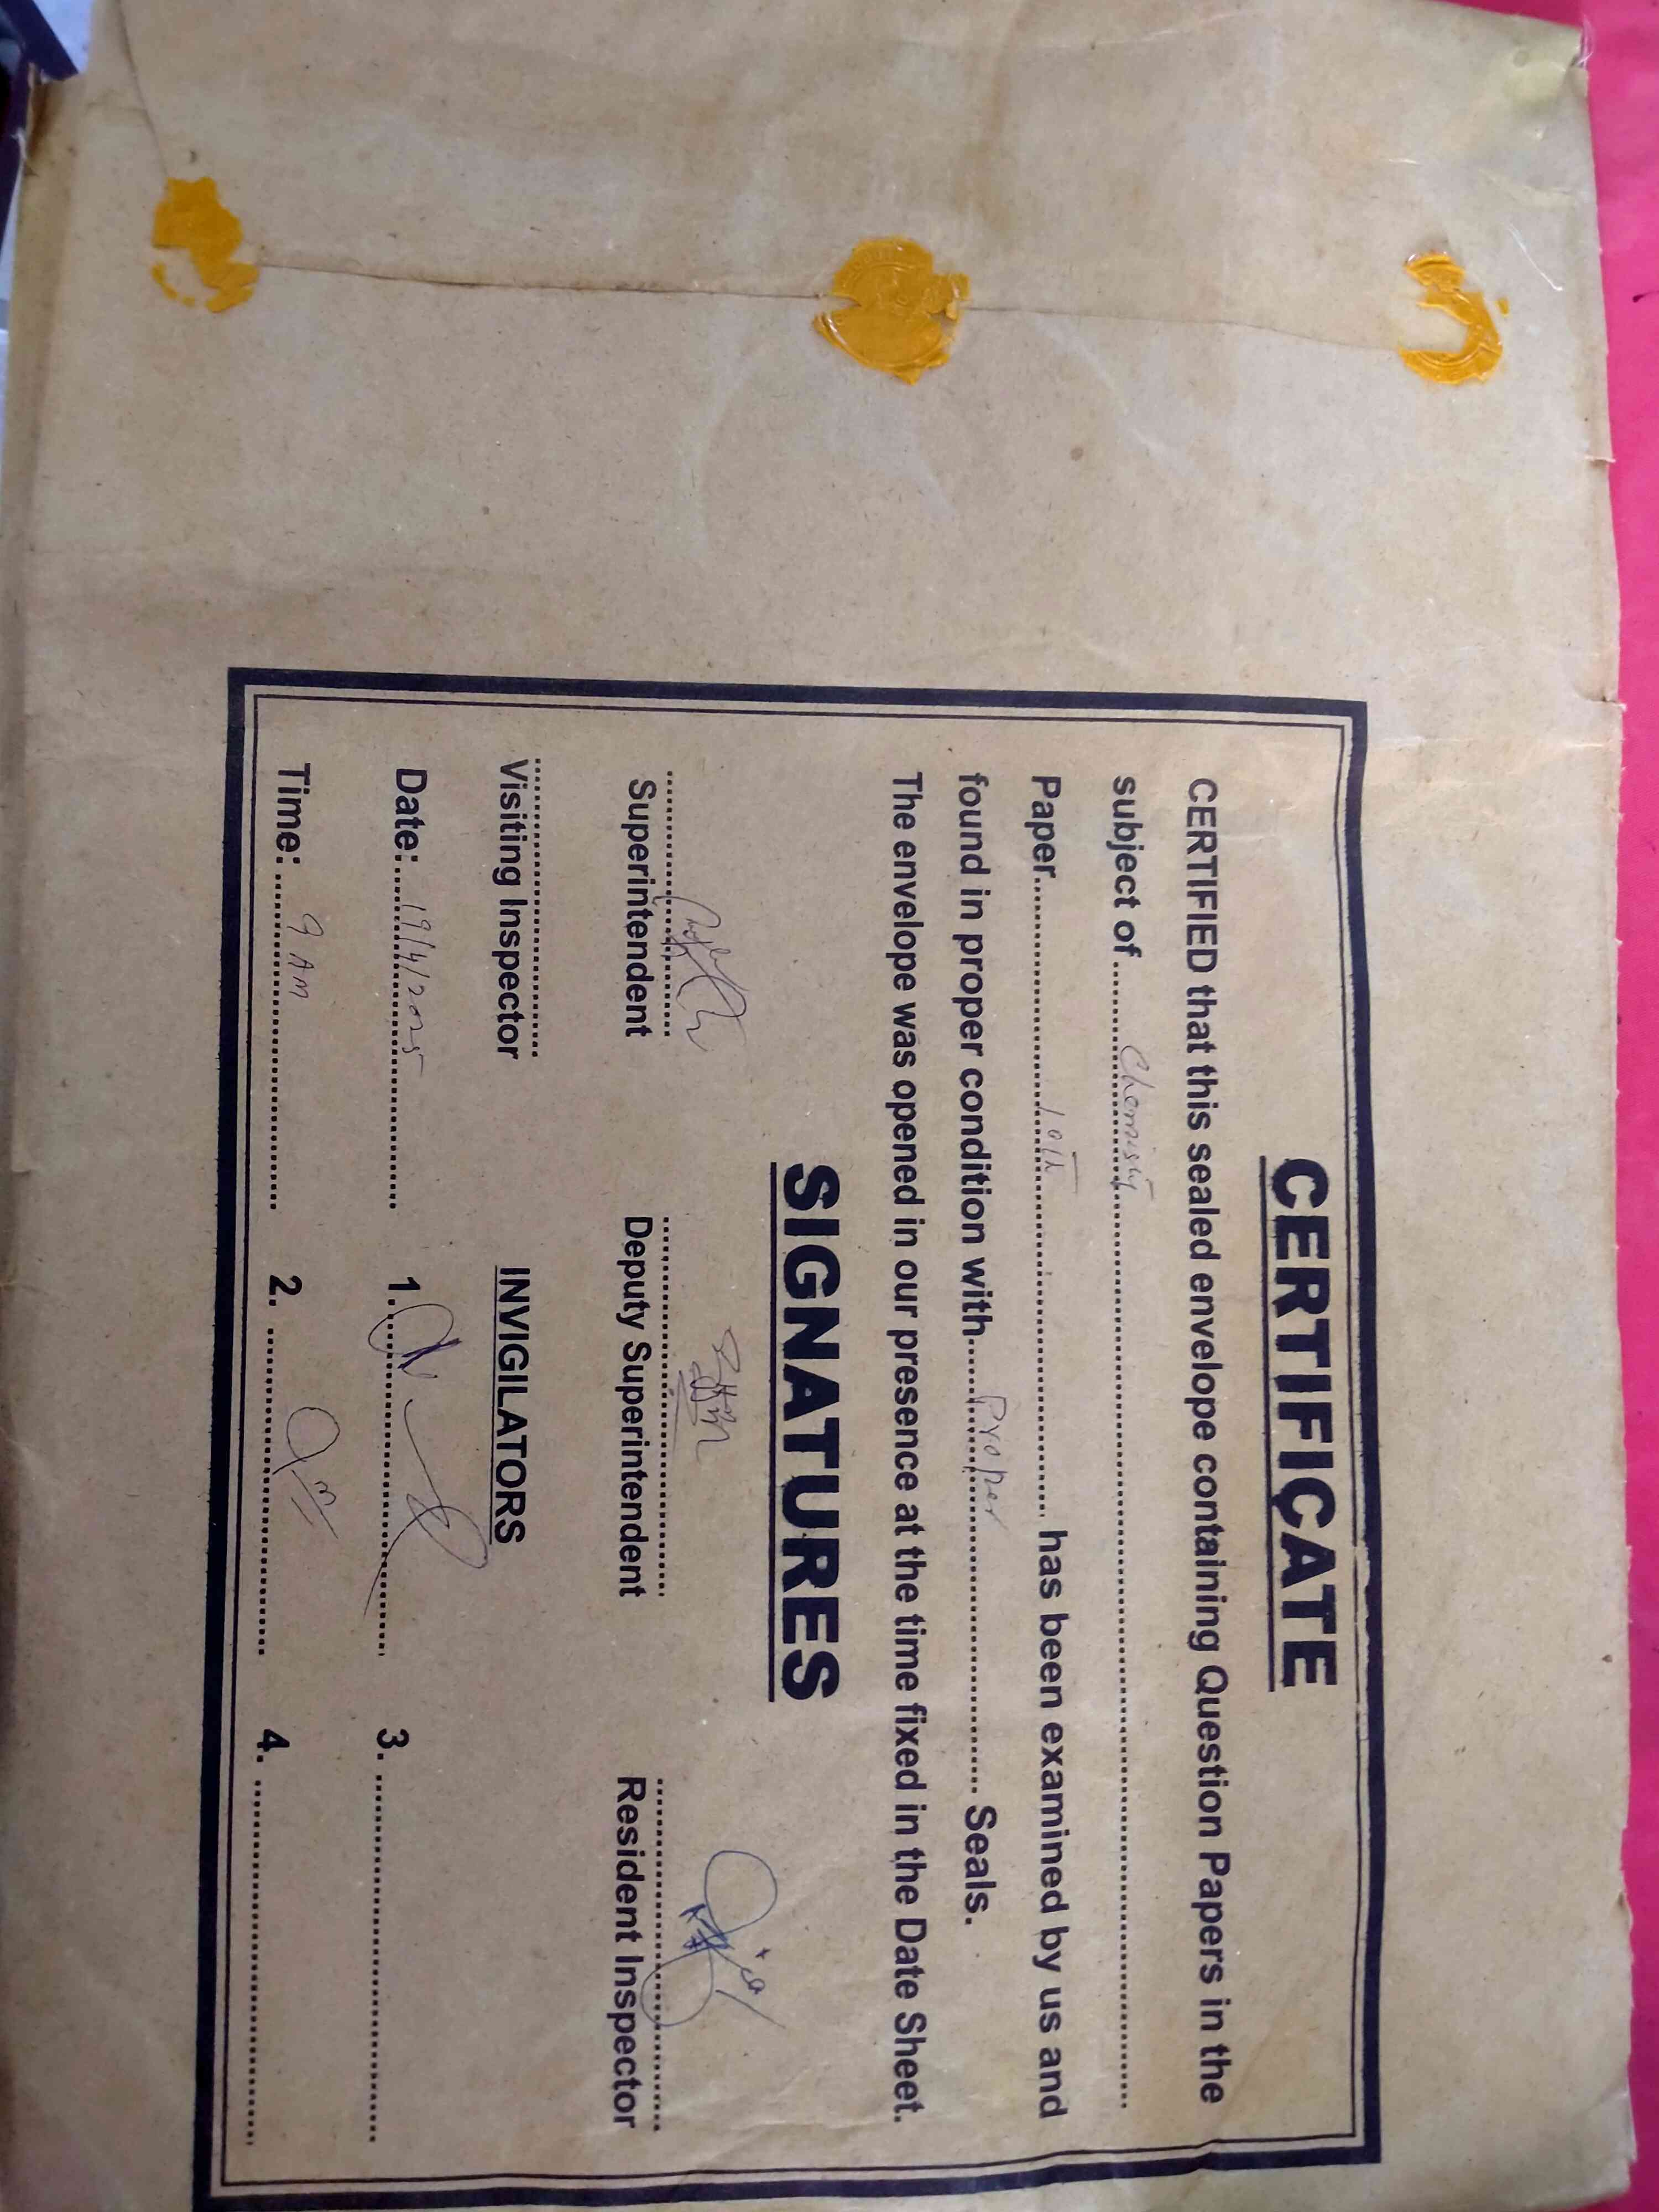 CERTIFICATE
CERTIFIED that this sealed envelope containing Question Papers in the
subject of........Chemistry........
Paper........10th........ has been examined by us and
found in proper condition with........Proper........ Seals.
The envelope was opened in our presence at the time fixed in the Date Sheet.
SIGNATURES
Superintendent Deputy Superintendent Resident Inspector
Visiting Inspector INVIGILATORS
Date:........19/4/2025........ 1......... 3. ........
Time: ........9 AM........ 2. ........ 4. ........